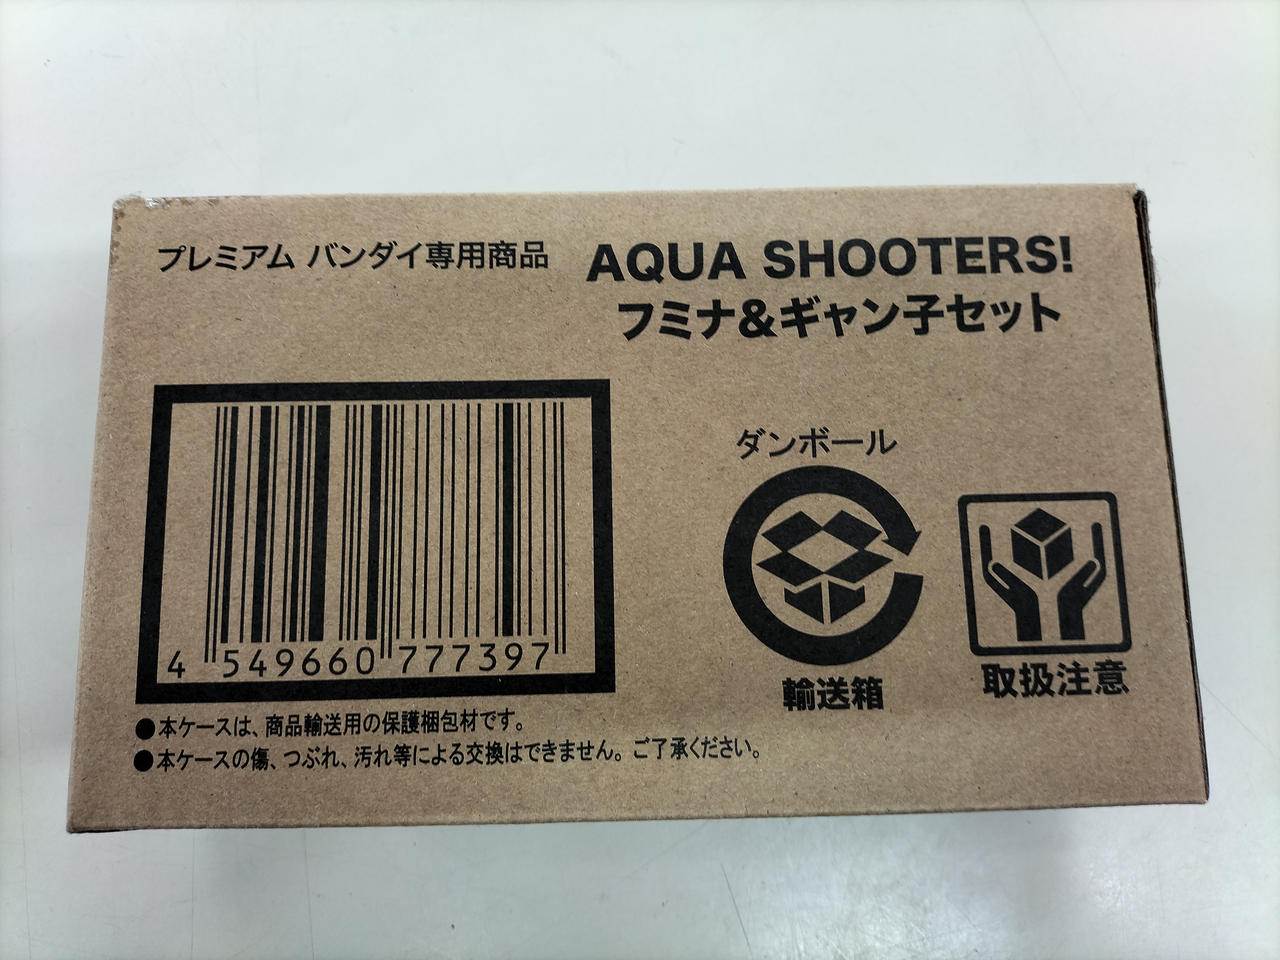 プレミアム バンダイ専用商品
AQUA SHOOTERS!
フミナ&ギャン子セット
4 549660 777397
ダンボール
輸送箱
取扱注意
●本ケースは、商品輸送用の保護梱包材です。
●本ケースの傷、つぶれ、汚れ等による交換はできません。ご了承ください。